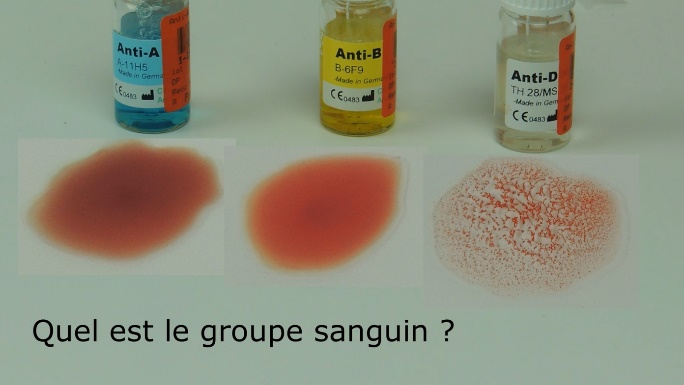 Anti-A
A-11H5
-Made in Germa
CE0483
Anti-B
B-6F9
-Made in Germa
CE0483
Anti-D
TH 28/MS
-Made in Germ
CE0483
Quel est le groupe sanguin ?